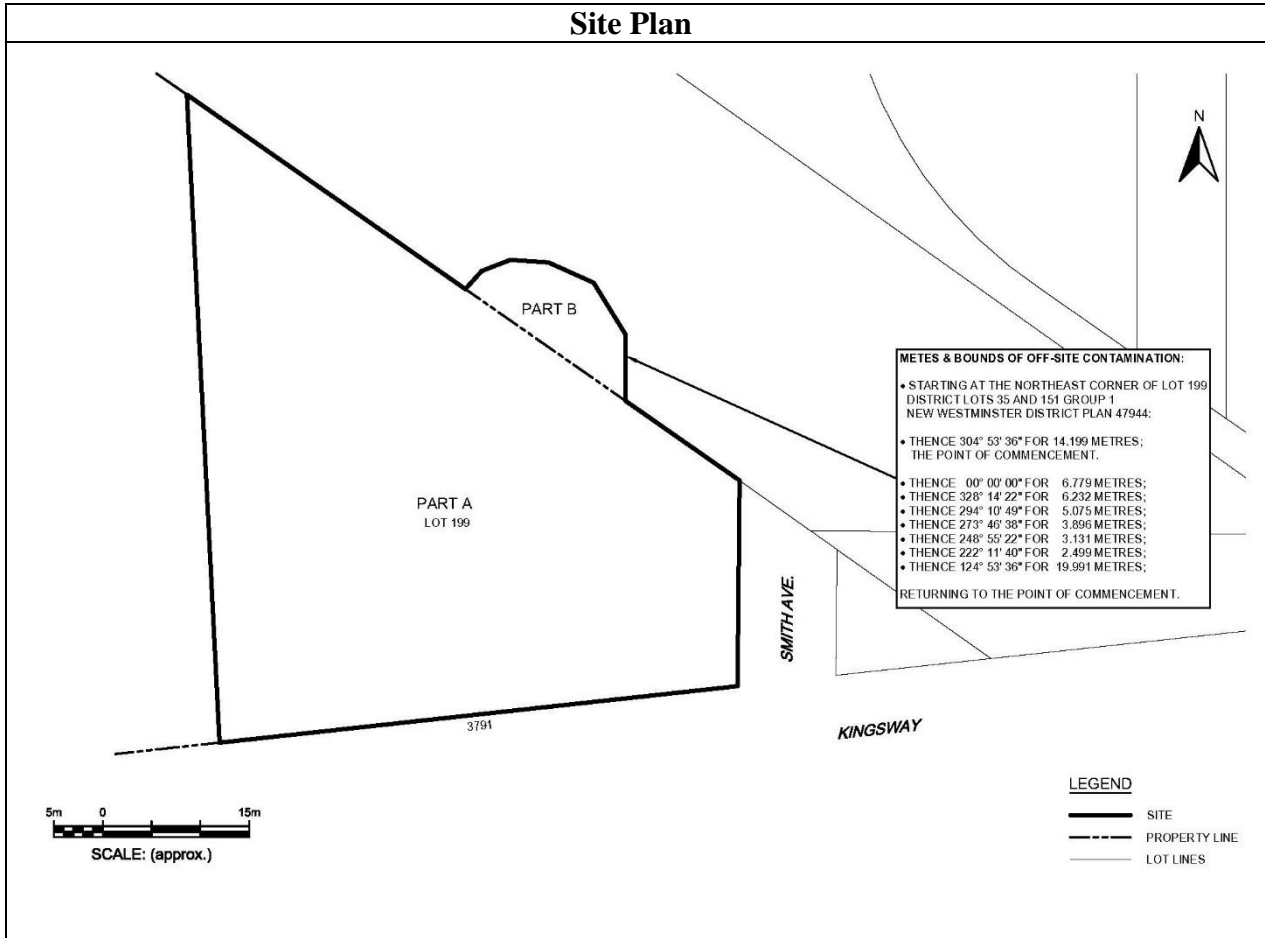 Site Plan
N
PART B
METES & BOUNDS OF OFF-SITE CONTAMINATION:
• STARTING AT THE NORTHEAST CORNER OF LOT 199
DISTRICT LOTS 35 AND 151 GROUP 1
NEW WESTMINSTER DISTRICT PLAN 47944:
• THENCE 304° 53' 36" FOR 14.199 METRES;
THE POINT OF COMMENCEMENT.
• THENCE 00° 00' 00" FOR 6.779 METRES;
• THENCE 328° 14' 22" FOR 6.232 METRES;
• THENCE 294° 10' 49" FOR 5.075 METRES;
• THENCE 273° 46' 38" FOR 3.896 METRES;
• THENCE 248° 55' 22" FOR 3.131 METRES;
• THENCE 222° 11' 40" FOR 2.499 METRES;
• THENCE 124° 53' 36" FOR 19.991 METRES;
RETURNING TO THE POINT OF COMMENCEMENT.
PART A
LOT 199
SMITH AVE.
3791
KINGSWAY
5m 0 15m
SCALE: (approx.)
LEGEND
SITE
PROPERTY LINE
LOT LINES